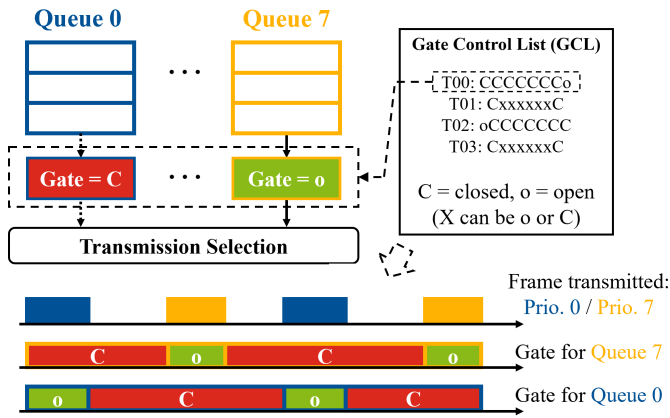 Queue 0
Queue 7
. . .
Gate = C
. . .
Gate = o
Transmission Selection
Gate Control List (GCL)
T00: CCCCCCCo
T01: CxxxxxxC
T02: oCCCCCCC
T03: CxxxxxxC
C = closed, o = open
(X can be o or C)
Frame transmitted:
Prio. 0 / Prio. 7
C o C o
Gate for Queue 7
o C o C
Gate for Queue 0